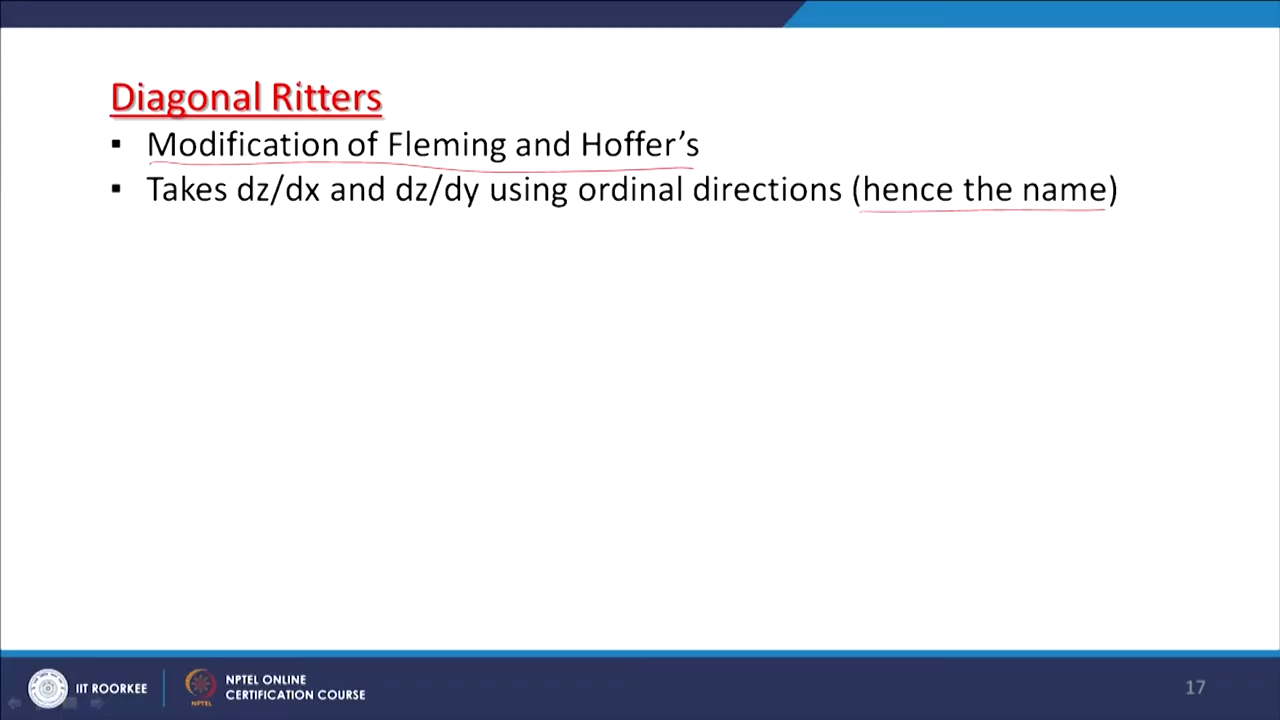 Diagonal Ritters
▪ Modification of Fleming and Hoffer's
▪ Takes dz/dx and dz/dy using ordinal directions (hence the name)
IIT ROORKEE
NPTEL
NPTEL ONLINE
CERTIFICATION COURSE
17